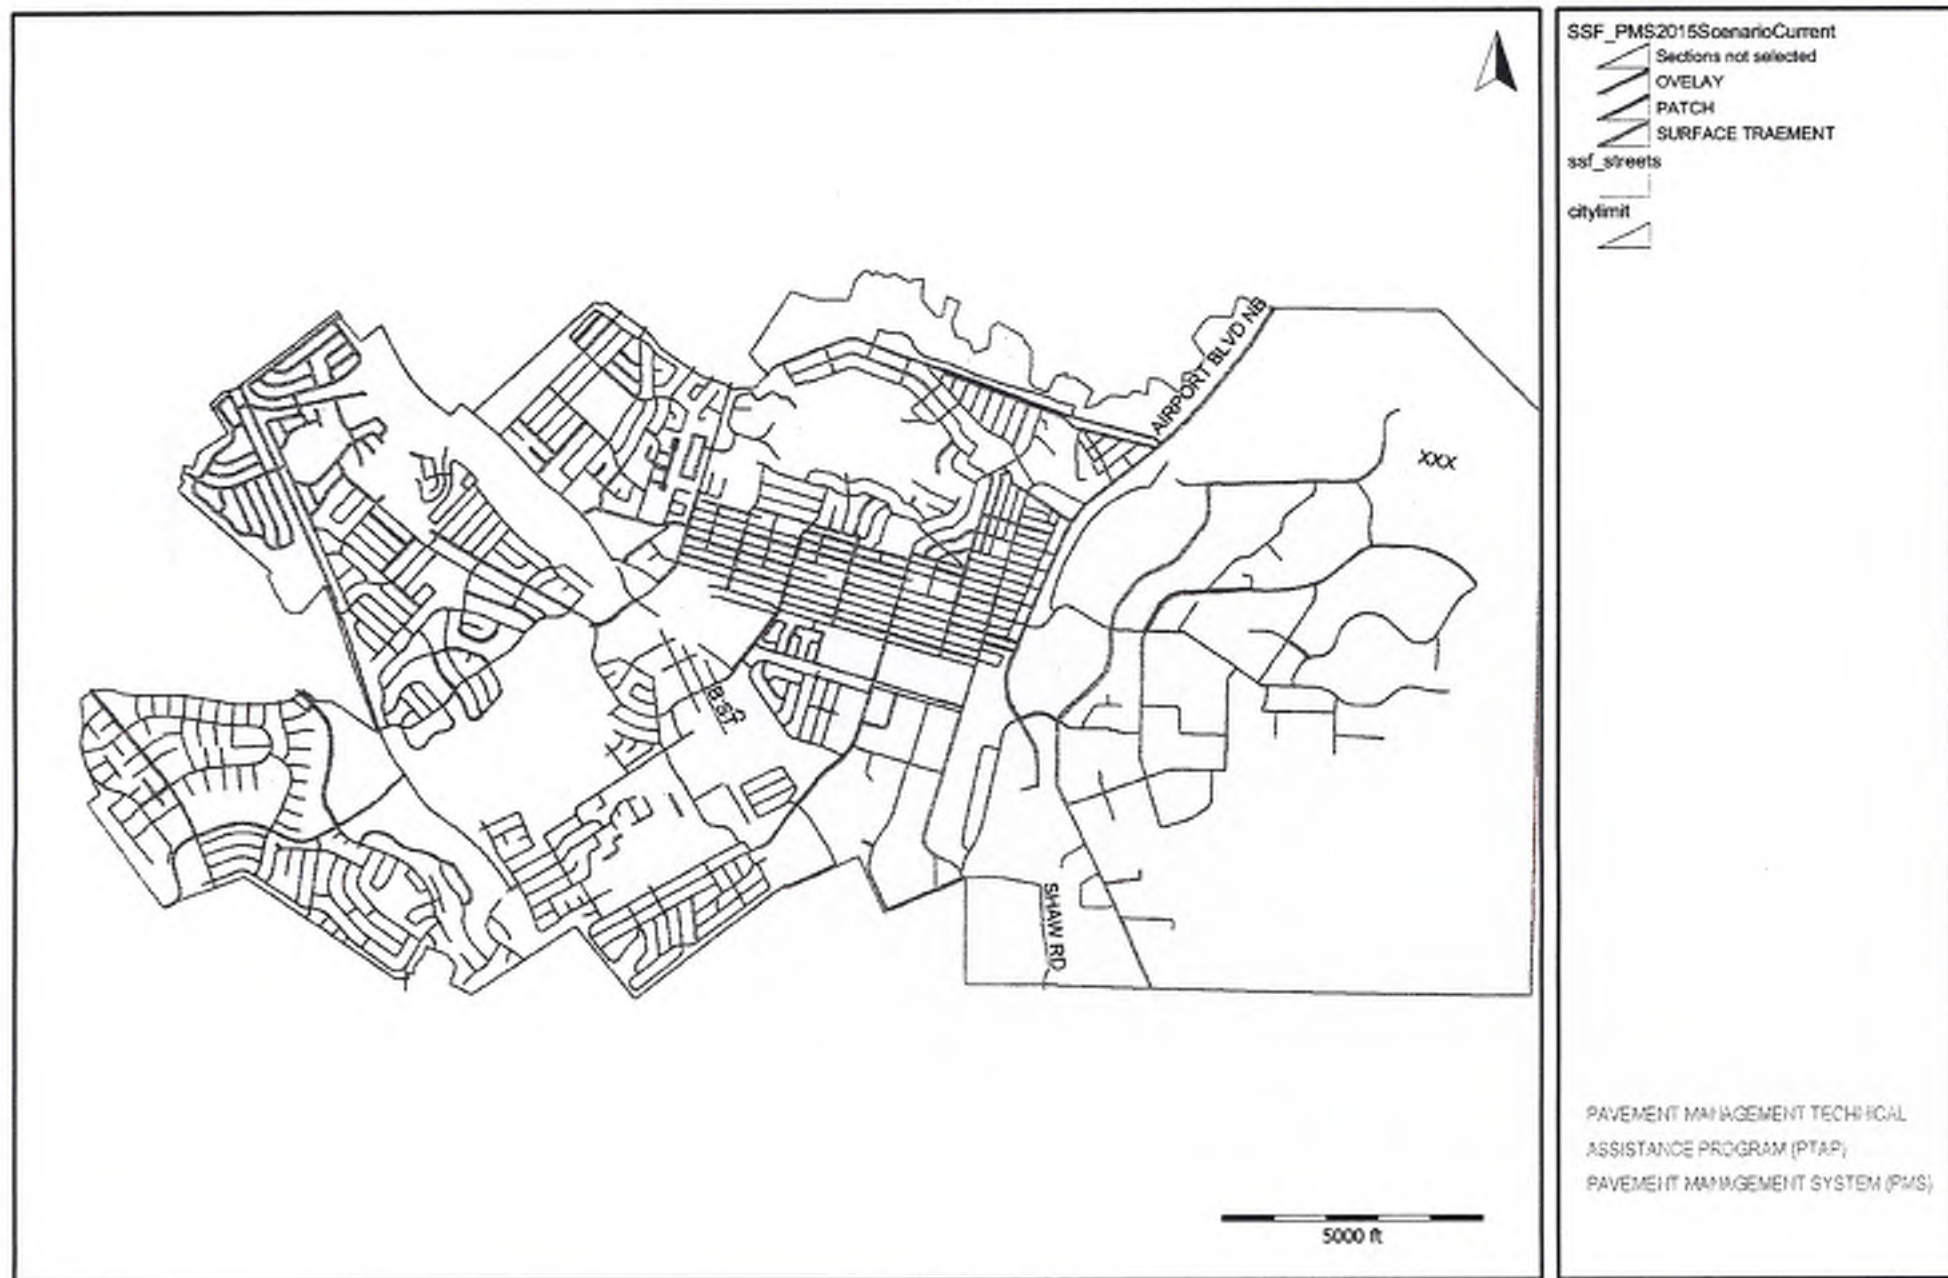 SSF_PMS2015ScenarioCurrent
Sections not selected
OVELAY
PATCH
SURFACE TRAEMENT
ssf_streets
citylimit
AIRPORT BLVD NB
XXX
B ST
SHAW RD
5000 ft
PAVEMENT MANAGEMENT TECHNICAL
ASSISTANCE PROGRAM (PTAP)
PAVEMENT MANAGEMENT SYSTEM (PMS)